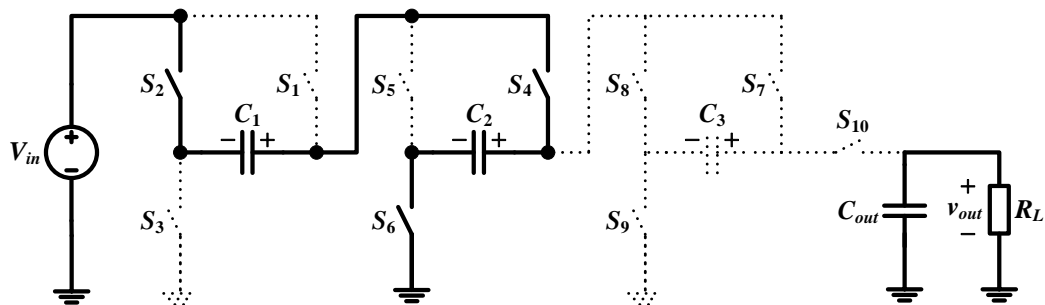 S2
S1
S5
S4
S8
S7
C1
C2
C3
S10
− +
− +
− +
Vin
+
−
S3
S6
S9
Cout
+
vout
−
RL